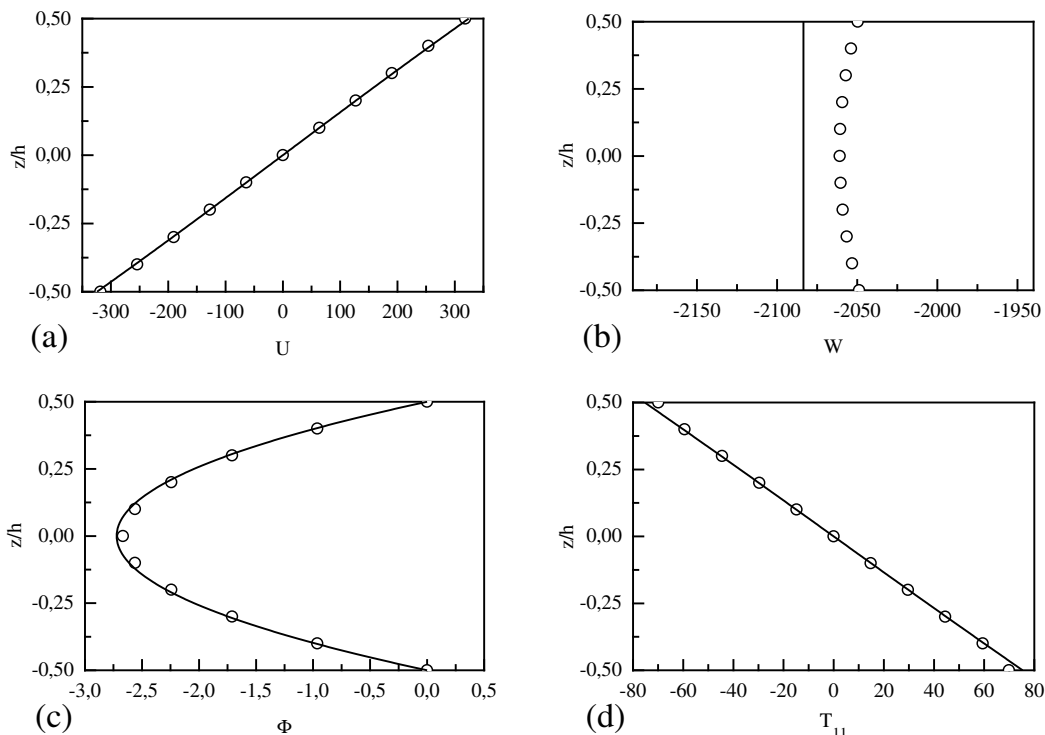 0,50
0,25
0,00
-0,25
-0,50
z/h
-300 -200 -100 0 100 200 300
U
(a)
0,50
0,25
0,00
-0,25
-0,50
z/h
-2150 -2100 -2050 -2000 -1950
W
(b)
0,50
0,25
0,00
-0,25
-0,50
z/h
-3,0 -2,5 -2,0 -1,5 -1,0 -0,5 0,0 0,5
Φ
(c)
0,50
0,25
0,00
-0,25
-0,50
z/h
-80 -60 -40 -20 0 20 40 60 80
T11
(d)